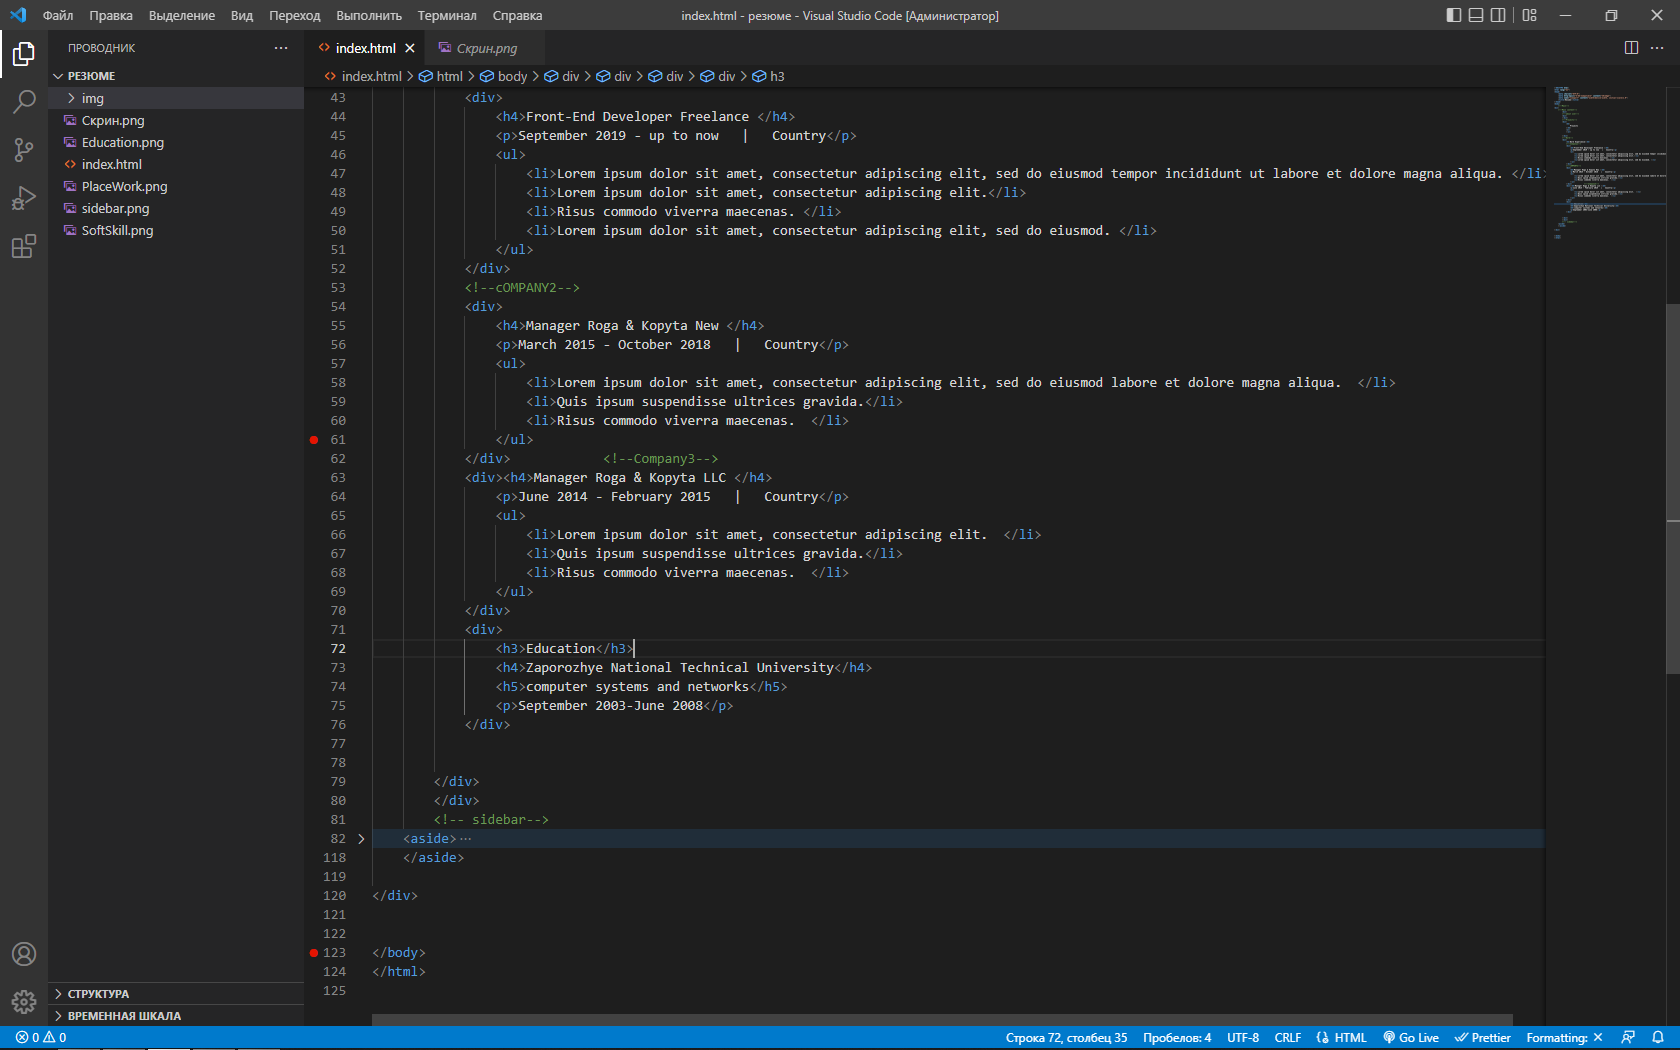 Файл Правка Выделение Вид Переход Выполнить Терминал Справка
index.html - резюме - Visual Studio Code [Администратор]
ПРОВОДНИК
РЕЗЮМЕ
img
Скрин.png
Education.png
index.html
PlaceWork.png
sidebar.png
SoftSkill.png
СТРУКТУРА
ВРЕМЕННАЯ ШКАЛА
index.html
Скрин.png
index.html > html > body > div > div > div > div > h3
43 <div>
44 <h4>Front-End Developer Freelance </h4>
45 <p>September 2019 - up to now | Country</p>
46 <ul>
47 <li>Lorem ipsum dolor sit amet, consectetur adipiscing elit, sed do eiusmod tempor incididunt ut labore et dolore magna aliqua. </li>
48 <li>Lorem ipsum dolor sit amet, consectetur adipiscing elit.</li>
49 <li>Risus commodo viverra maecenas. </li>
50 <li>Lorem ipsum dolor sit amet, consectetur adipiscing elit, sed do eiusmod. </li>
51 </ul>
52 </div>
53 <!--cOMPANY2-->
54 <div>
55 <h4>Manager Roga & Kopyta New </h4>
56 <p>March 2015 - October 2018 | Country</p>
57 <ul>
58 <li>Lorem ipsum dolor sit amet, consectetur adipiscing elit, sed do eiusmod labore et dolore magna aliqua. </li>
59 <li>Quis ipsum suspendisse ultrices gravida.</li>
60 <li>Risus commodo viverra maecenas. </li>
61 </ul>
62 </div> <!--Company3-->
63 <div><h4>Manager Roga & Kopyta LLC </h4>
64 <p>June 2014 - February 2015 | Country</p>
65 <ul>
66 <li>Lorem ipsum dolor sit amet, consectetur adipiscing elit. </li>
67 <li>Quis ipsum suspendisse ultrices gravida.</li>
68 <li>Risus commodo viverra maecenas. </li>
69 </ul>
70 </div>
71 <div>
72 <h3>Education</h3>
73 <h4>Zaporozhye National Technical University</h4>
74 <h5>computer systems and networks</h5>
75 <p>September 2003-June 2008</p>
76 </div>
77
78
79 </div>
80 </div>
81 <!-- sidebar-->
82 <aside>…
118 </aside>
119
120 </div>
121
122
123 </body>
124 </html>
125
0 0 Строка 72, столбец 35 Пробелов: 4 UTF-8 CRLF HTML Go Live Prettier Formatting: ×